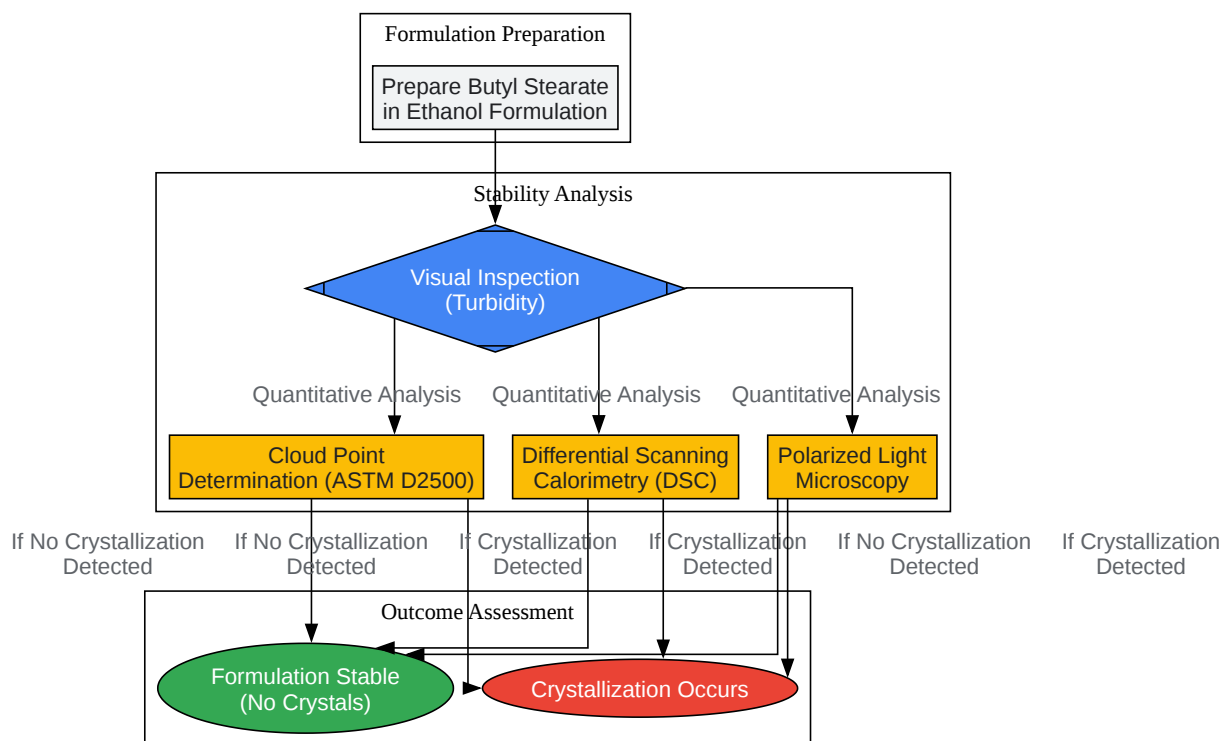 Formulation Preparation
Prepare Butyl Stearate
in Ethanol Formulation
Stability Analysis
Visual Inspection
(Turbidity)
Quantitative Analysis
Quantitative Analysis
Quantitative Analysis
Cloud Point
Determination (ASTM D2500)
Differential Scanning
Calorimetry (DSC)
Polarized Light
Microscopy
If No Crystallization
Detected
If No Crystallization
Detected
If Crystallization
Detected
If Crystallization
Detected
If No Crystallization
Detected
If Crystallization
Detected
Outcome Assessment
Formulation Stable
(No Crystals)
Crystallization Occurs